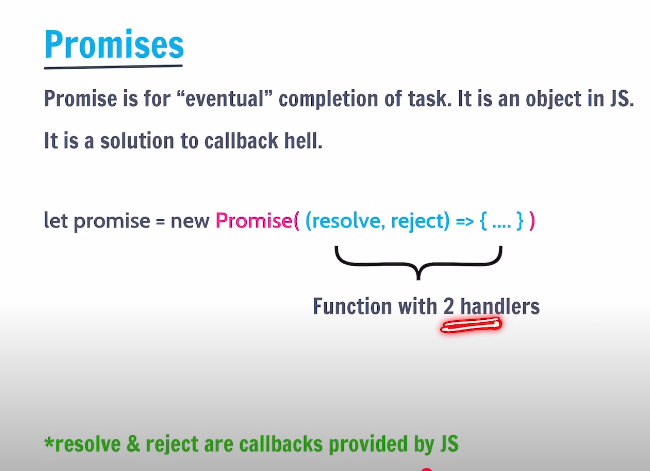 Promises
Promise is for “eventual” completion of task. It is an object in JS.
It is a solution to callback hell.
let promise = new Promise( (resolve, reject) => { .... } )
Function with 2 handlers
*resolve & reject are callbacks provided by JS